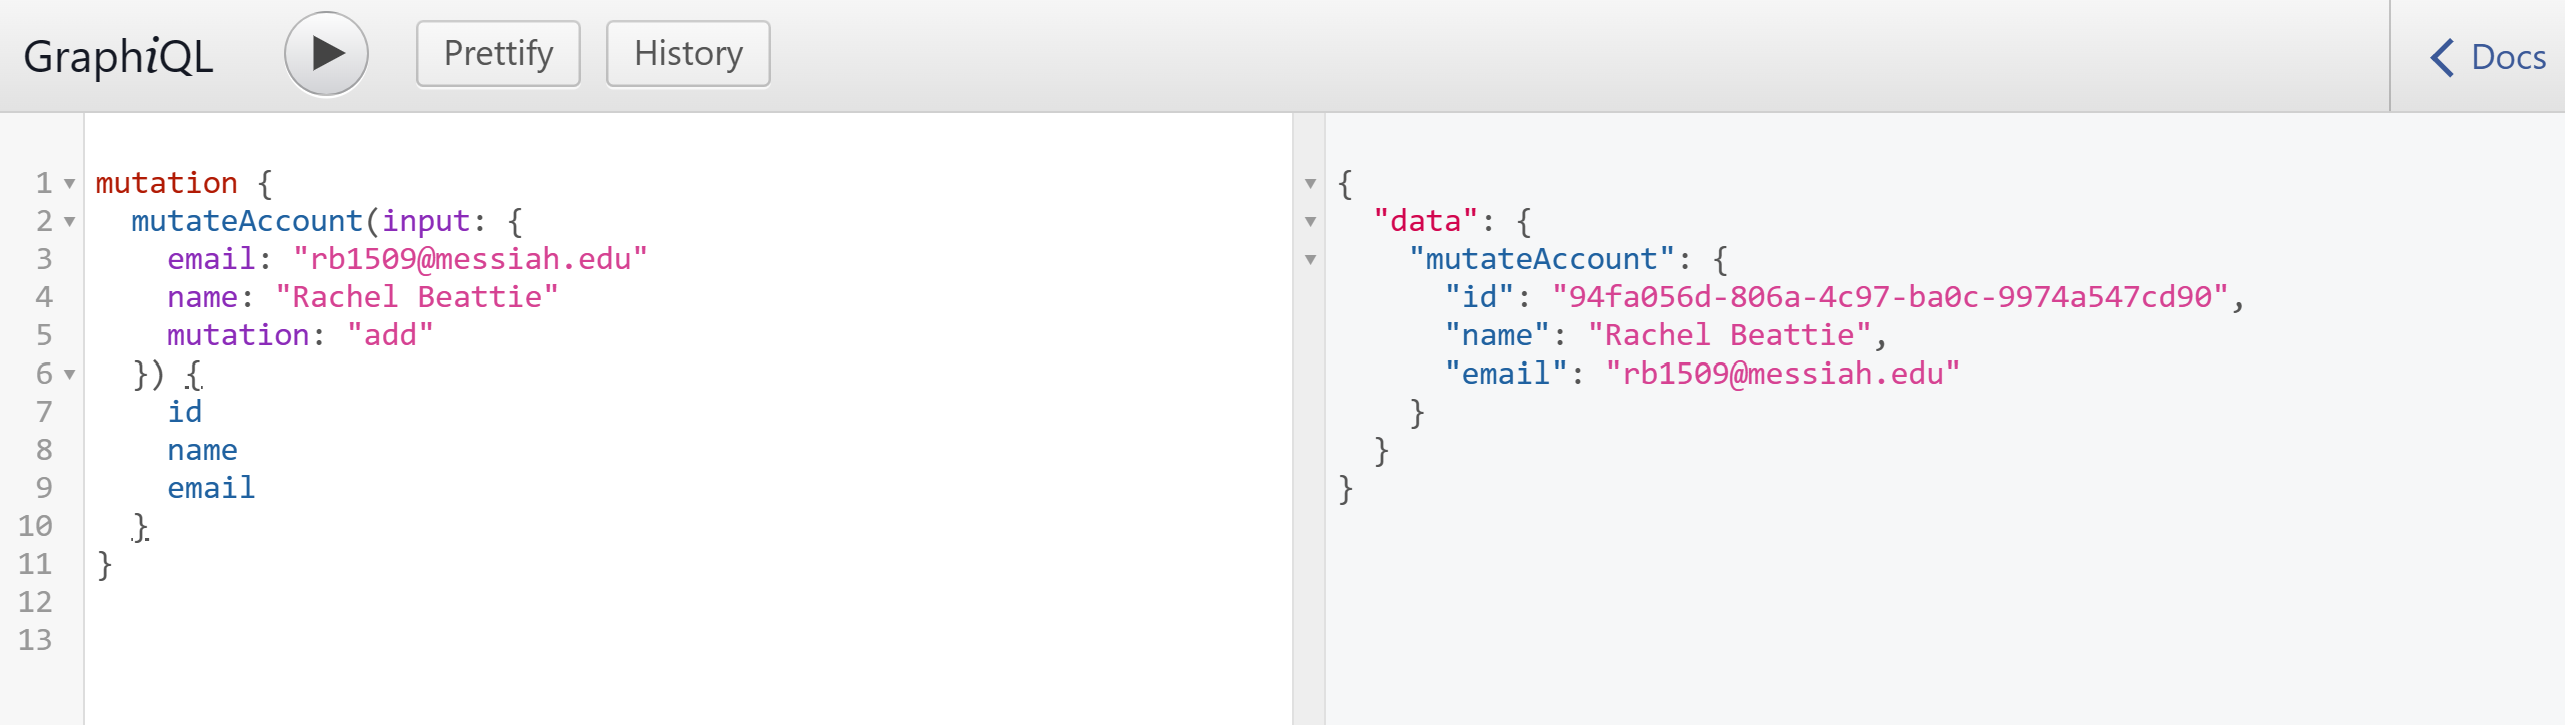 GraphiQL Prettify History Docs
1 mutation {
2   mutateAccount(input: {
3     email: "rb1509@messiah.edu"
4     name: "Rachel Beattie"
5     mutation: "add"
6   }) {
7     id
8     name
9     email
10   }
11 }
12
13
{
  "data": {
    "mutateAccount": {
      "id": "94fa056d-806a-4c97-ba0c-9974a547cd90",
      "name": "Rachel Beattie",
      "email": "rb1509@messiah.edu"
    }
  }
}